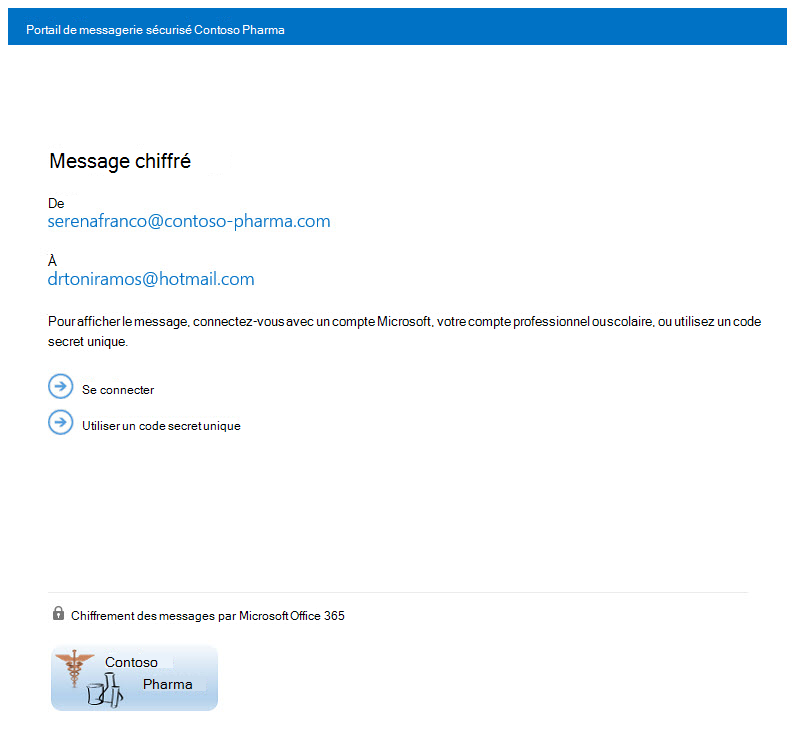 Portail de messagerie sécurisé Contoso Pharma
Message chiffré
De
serenafranco@contoso-pharma.com
À
drtoniramos@hotmail.com
Pour afficher le message, connectez-vous avec un compte Microsoft, votre compte professionnel ou scolaire, ou utilisez un code
secret unique.
Se connecter
Utiliser un code secret unique
Chiffrement des messages par Microsoft Office 365
Contoso
Pharma